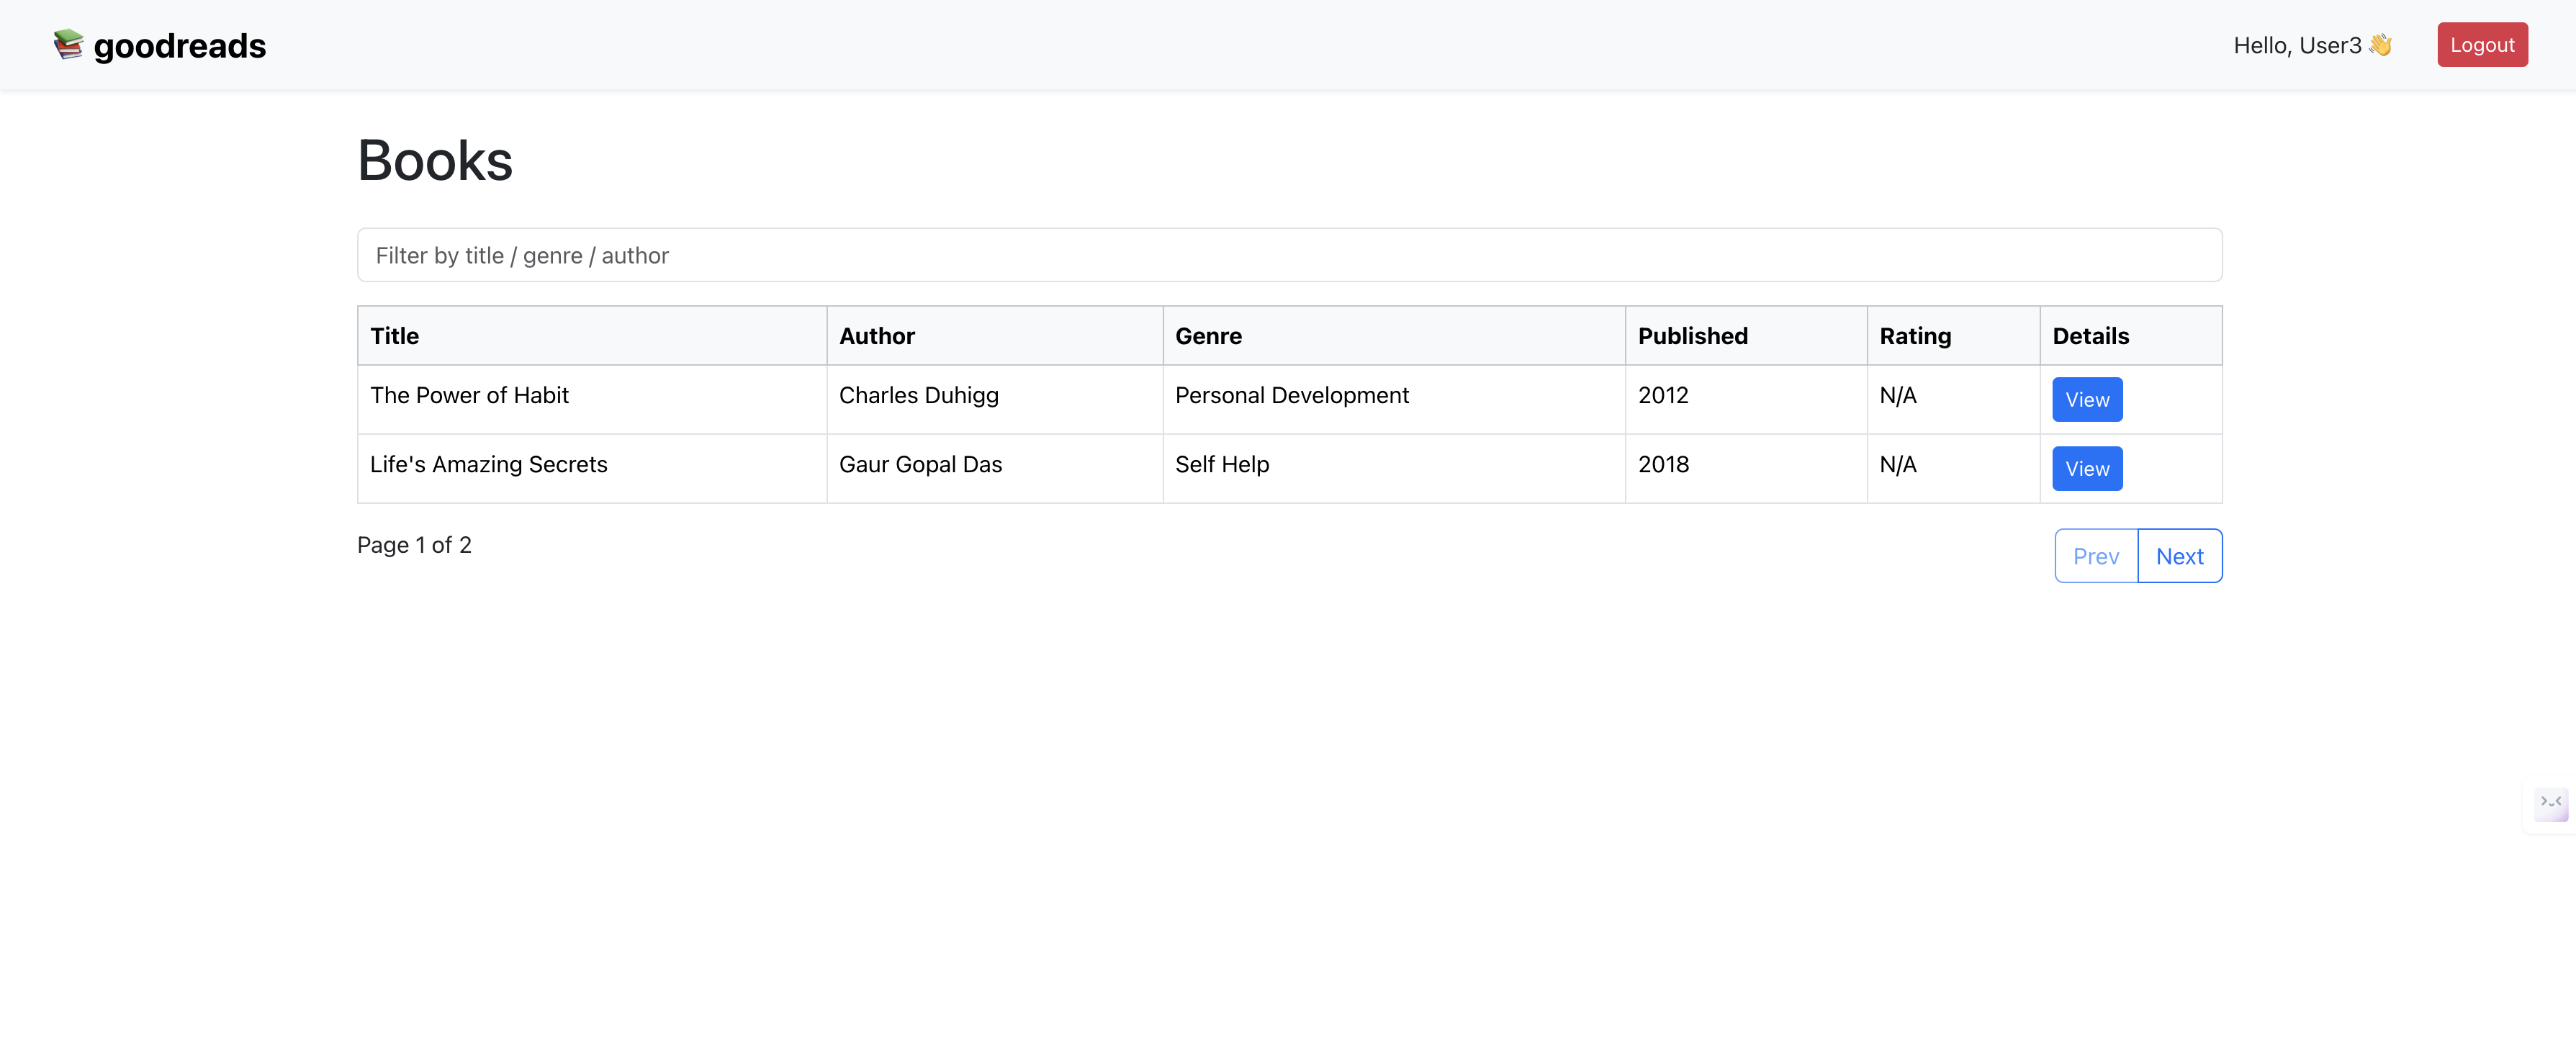 goodreads
Hello, User3 👋 Logout
Books
Filter by title / genre / author
Title Author Genre Published Rating Details
The Power of Habit Charles Duhigg Personal Development 2012 N/A View
Life's Amazing Secrets Gaur Gopal Das Self Help 2018 N/A View
Page 1 of 2 Prev Next